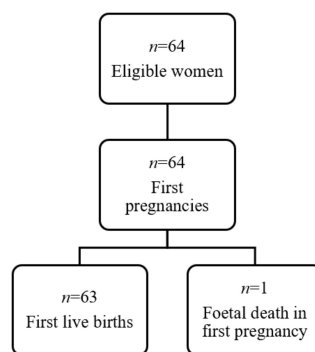 n=64
Eligible women
n=64
First
pregnancies
n=63
First live births
n=1
Foetal death in
first pregnancy